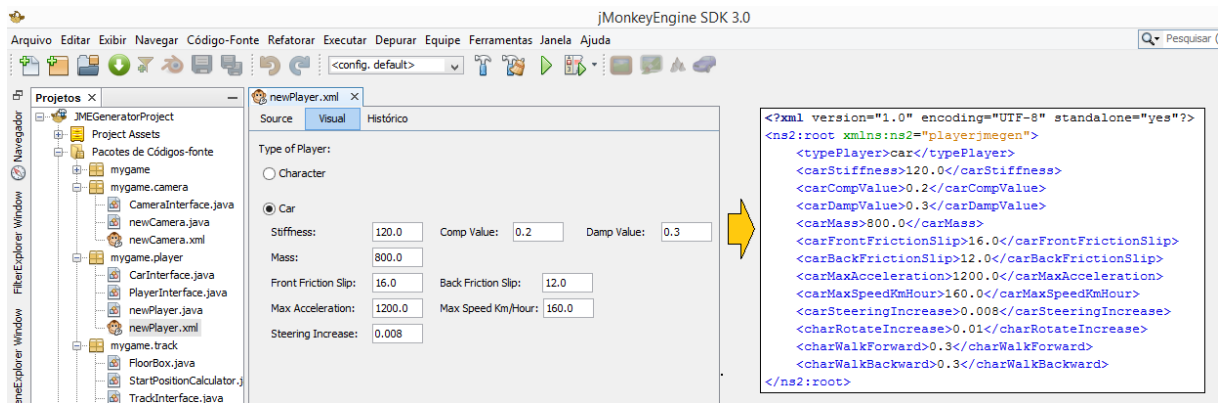 jMonkeyEngine SDK 3.0
Arquivo Editar Exibir Navegar Código-Fonte Refatorar Executar Depurar Equipe Ferramentas Janela Ajuda
Pesquisar (
<config. default>
Projetos ×
JMEGeneratorProject
Project Assets
Pacotes de Códigos-fonte
mygame
mygame.camera
CameraInterface.java
newCamera.java
newCamera.xml
mygame.player
CarInterface.java
PlayerInterface.java
newPlayer.java
newPlayer.xml
mygame.track
FloorBox.java
StartPositionCalculator.j
TrackInterface.java
Navegador
FilterExplorer Window
eneExplorer Window
newPlayer.xml ×
Source Visual Histórico
Type of Player:
Character
Car
Stiffness: 120.0 Comp Value: 0.2 Damp Value: 0.3
Mass: 800.0
Front Friction Slip: 16.0 Back Friction Slip: 12.0
Max Acceleration: 1200.0 Max Speed Km/Hour: 160.0
Steering Increase: 0.008
<?xml version="1.0" encoding="UTF-8" standalone="yes"?>
<ns2:root xmlns:ns2="playerjmegen">
<typePlayer>car</typePlayer>
<carStiffness>120.0</carStiffness>
<carCompValue>0.2</carCompValue>
<carDampValue>0.3</carDampValue>
<carMass>800.0</carMass>
<carFrontFrictionSlip>16.0</carFrontFrictionSlip>
<carBackFrictionSlip>12.0</carBackFrictionSlip>
<carMaxAcceleration>1200.0</carMaxAcceleration>
<carMaxSpeedKmHour>160.0</carMaxSpeedKmHour>
<carSteeringIncrease>0.008</carSteeringIncrease>
<charRotateIncrease>0.01</charRotateIncrease>
<charWalkForward>0.3</charWalkForward>
<charWalkBackward>0.3</charWalkBackward>
</ns2:root>